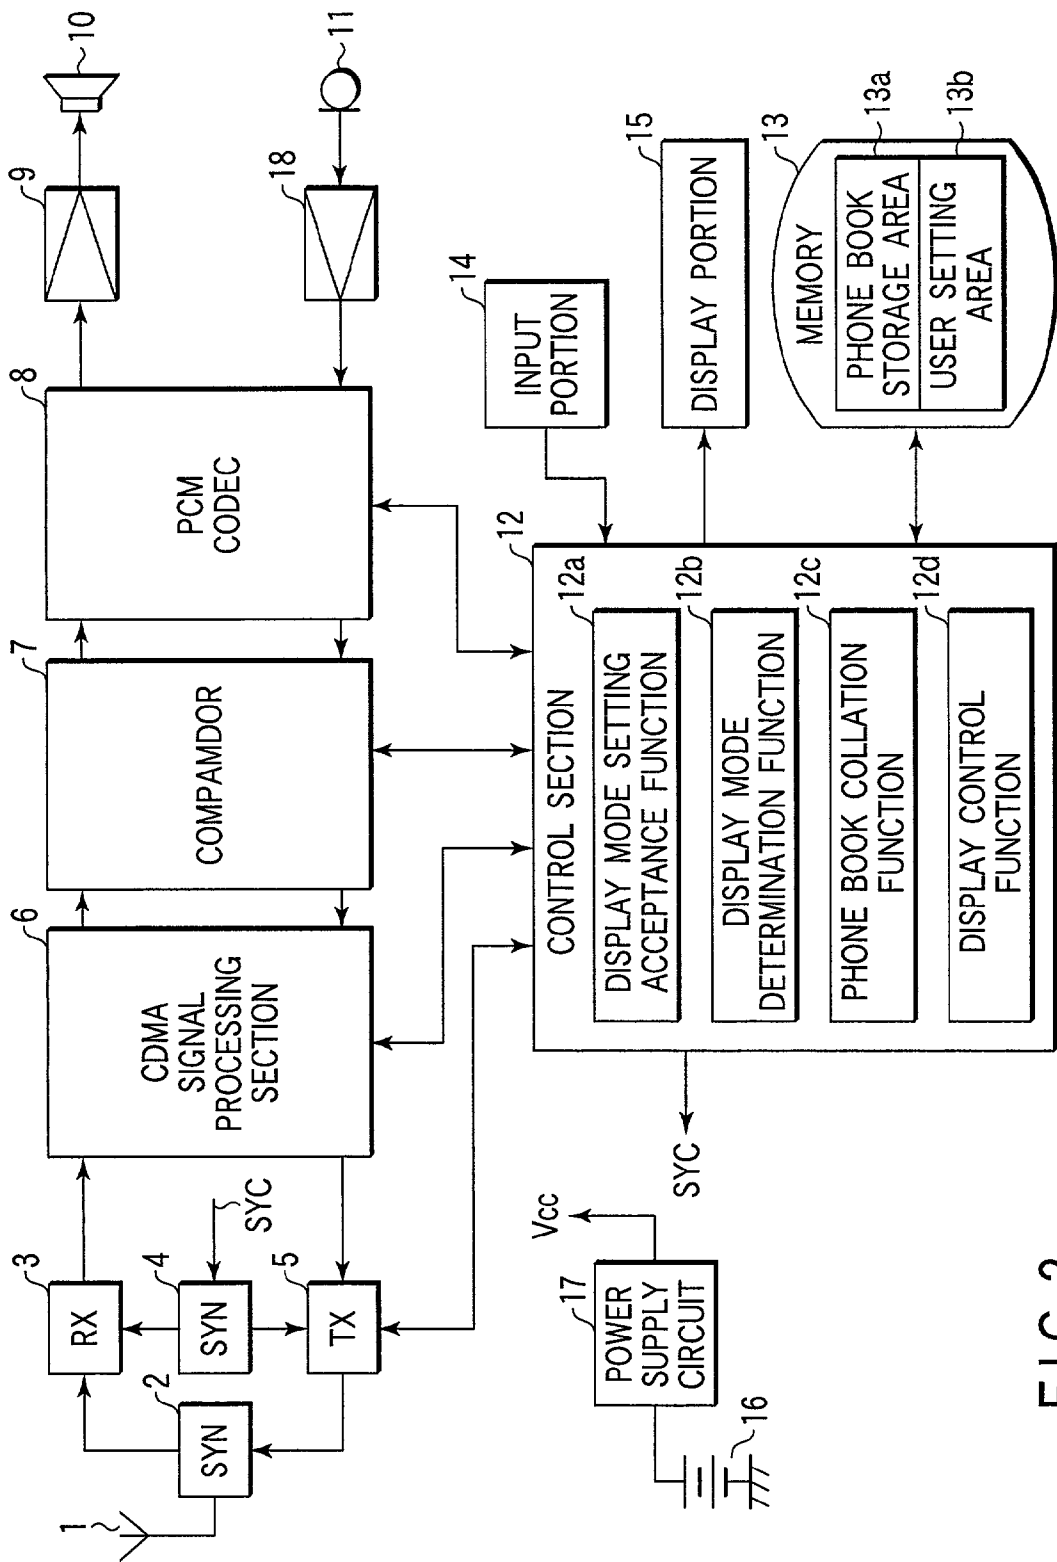 1
2
SYN
3
RX
4
SYN
SYC
5
TX
6
CDMA
SIGNAL
PROCESSING
SECTION
7
COMPAMDOR
8
PCM
CODEC
9
10
18
11
14
INPUT
PORTION
15
DISPLAY PORTION
13
MEMORY
13a
PHONE BOOK
STORAGE AREA
13b
USER SETTING
AREA
12
CONTROL SECTION
12a
DISPLAY MODE SETTING
ACCEPTANCE FUNCTION
12b
DISPLAY MODE
DETERMINATION FUNCTION
12c
PHONE BOOK COLLATION
FUNCTION
12d
DISPLAY CONTROL
FUNCTION
SYC
Vcc
17
POWER
SUPPLY
CIRCUIT
16